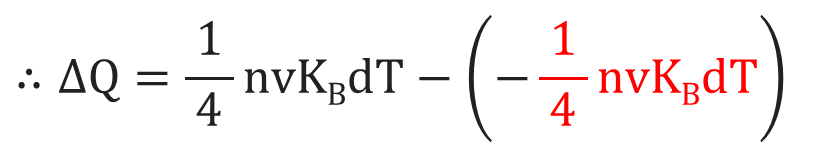 ∴ ΔQ = 1/4 nvK_BdT − (− 1/4 nvK_BdT)